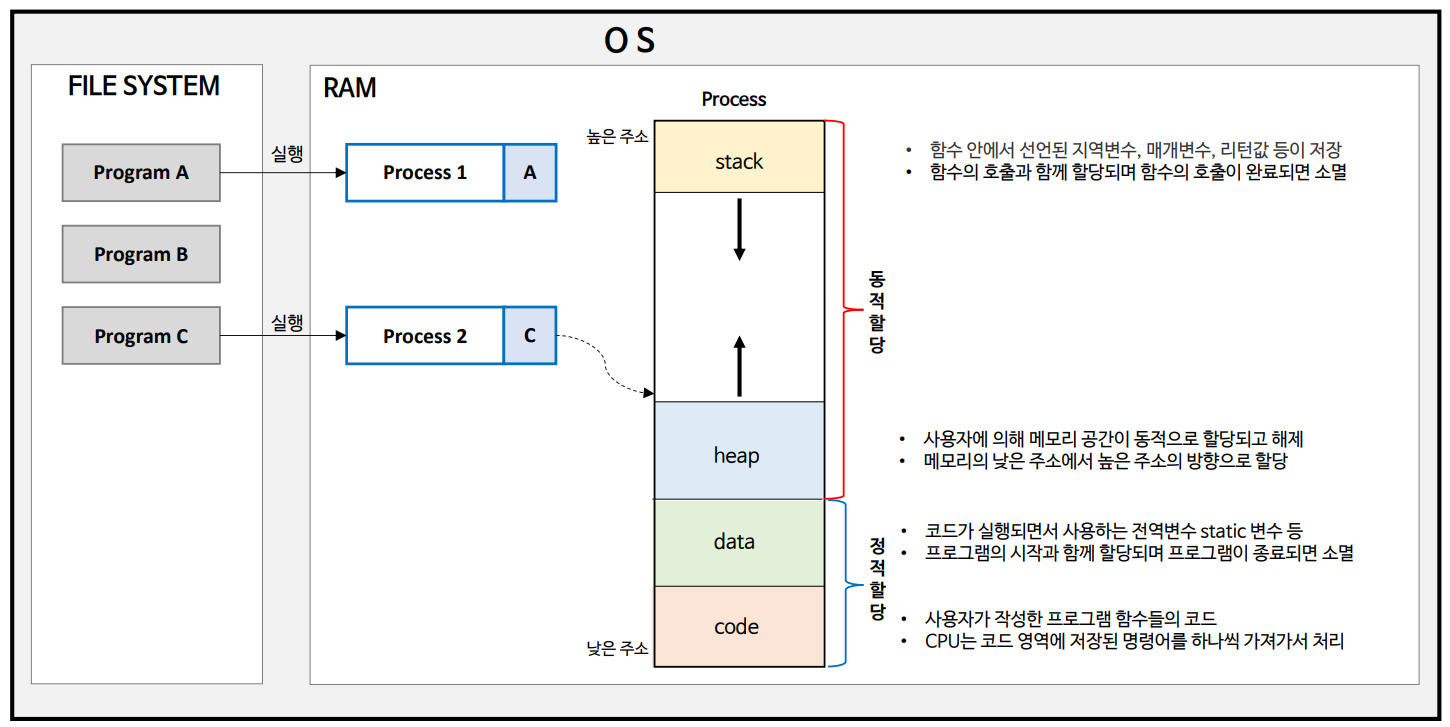 O S
FILE SYSTEM
Program A
Program B
Program C
실행
실행
RAM
Process 1
A
Process 2
C
Process
높은 주소
stack
heap
data
code
낮은 주소
동적할당
정적할당
• 함수 안에서 선언된 지역변수, 매개변수, 리턴값 등이 저장
• 함수의 호출과 함께 할당되며 함수의 호출이 완료되면 소멸
• 사용자에 의해 메모리 공간이 동적으로 할당되고 해제
• 메모리의 낮은 주소에서 높은 주소의 방향으로 할당
• 코드가 실행되면서 사용하는 전역변수 static 변수 등
• 프로그램의 시작과 함께 할당되며 프로그램이 종료되면 소멸
• 사용자가 작성한 프로그램 함수들의 코드
• CPU는 코드 영역에 저장된 명령어를 하나씩 가져가서 처리